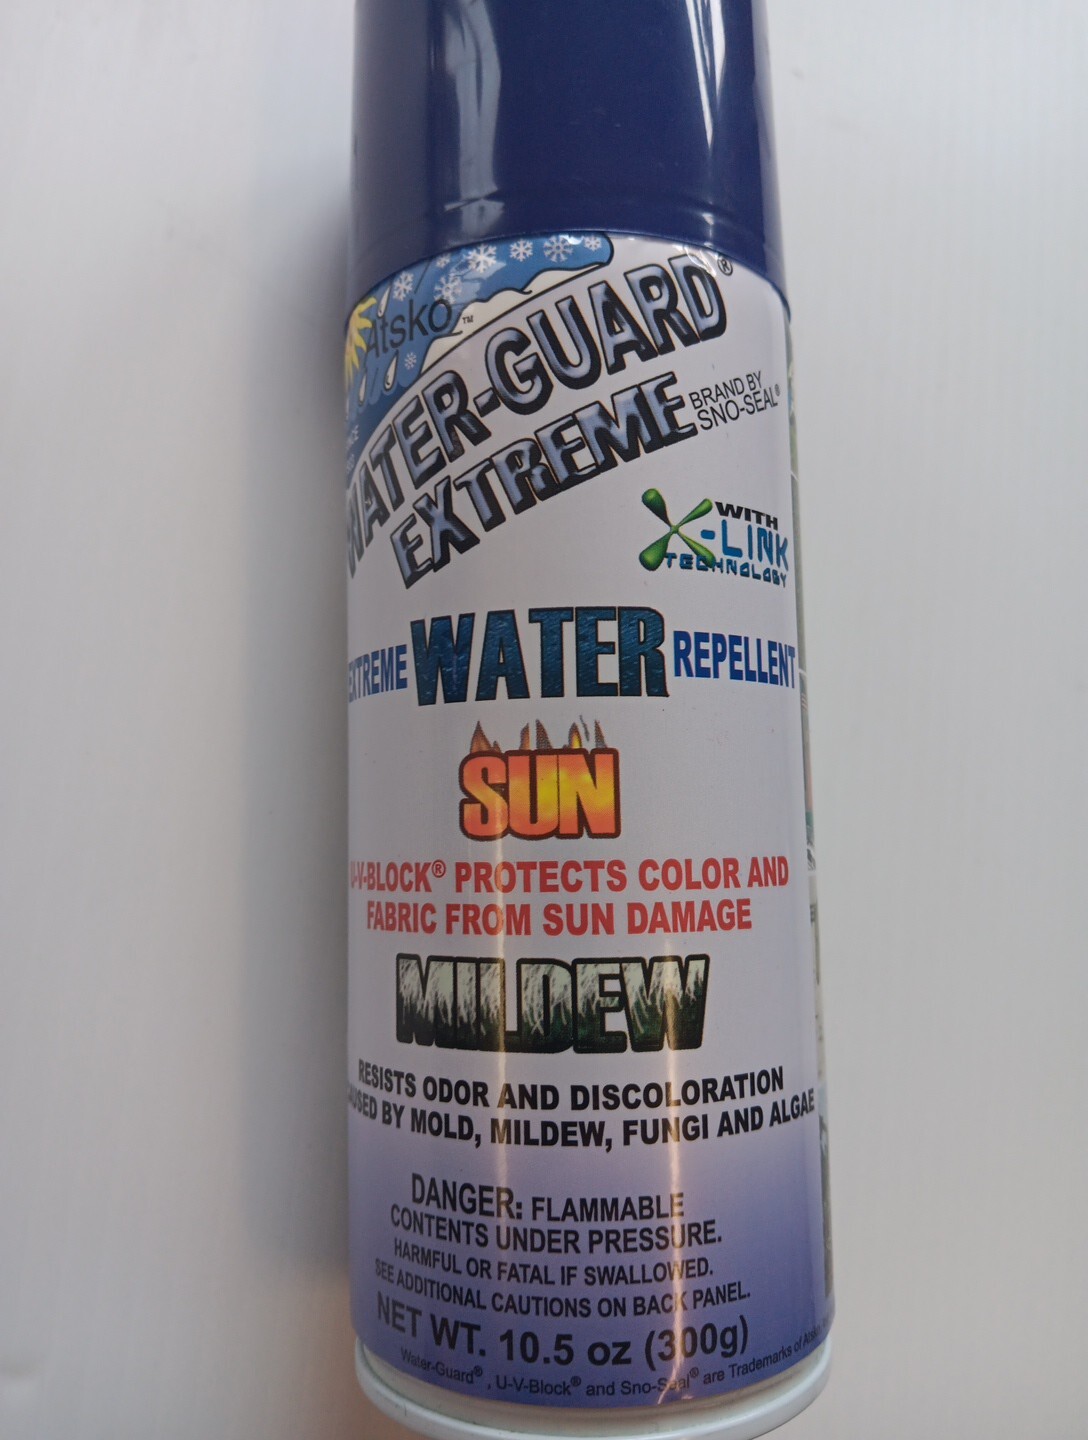 Atsko™
WATER-GUARD®
EXTREME
BRAND BY
SNO-SEAL®
WITH
X-LINK
TECHNOLOGY
EXTREME WATER REPELLENT
SUN
U-V-BLOCK® PROTECTS COLOR AND
FABRIC FROM SUN DAMAGE
MILDEW
RESISTS ODOR AND DISCOLORATION
CAUSED BY MOLD, MILDEW, FUNGI AND ALGAE
DANGER: FLAMMABLE
CONTENTS UNDER PRESSURE.
HARMFUL OR FATAL IF SWALLOWED.
SEE ADDITIONAL CAUTIONS ON BACK PANEL.
NET WT. 10.5 oz (300g)
Water-Guard®, U-V-Block® and Sno-Seal® are Trademarks of Atsko